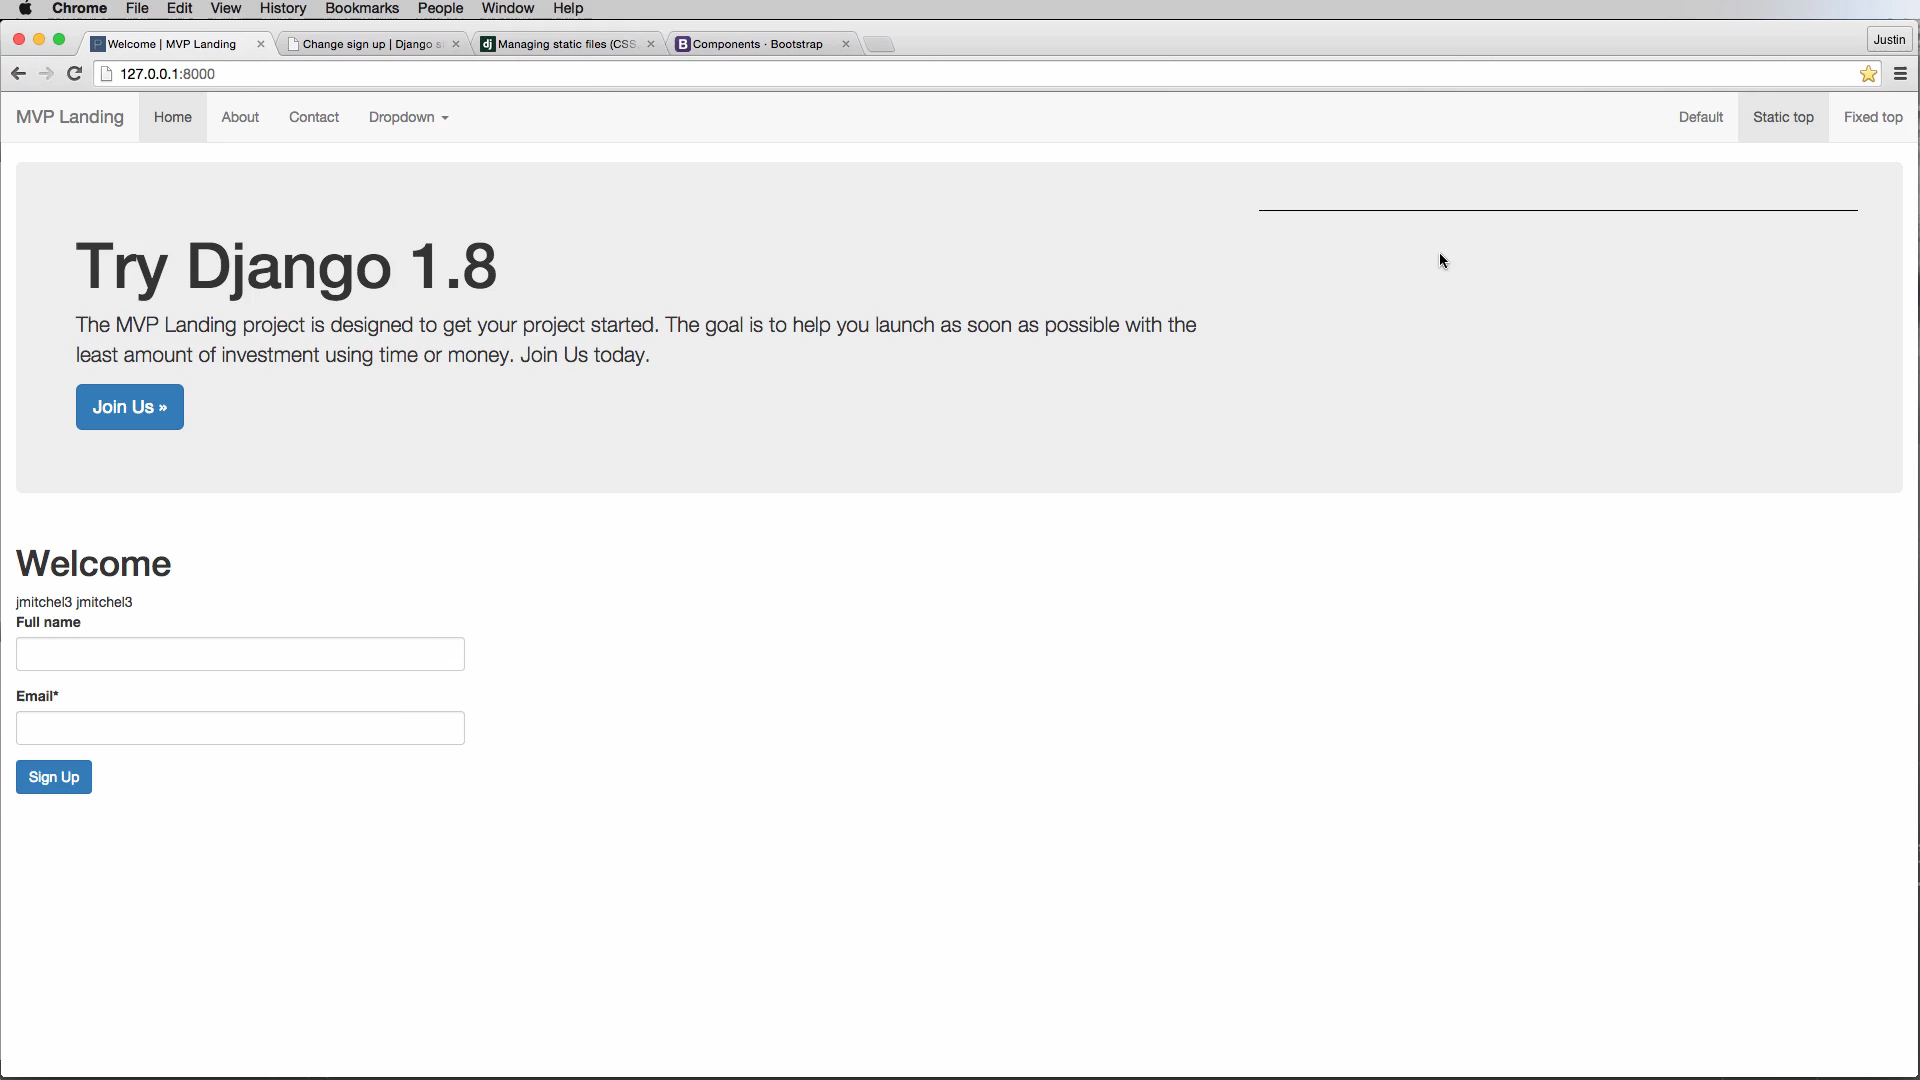 Chrome File Edit View History Bookmarks People Window Help
Welcome | MVP Landing
Change sign up | Django s
Managing static files (CSS,
Components · Bootstrap
Justin
127.0.0.1:8000
MVP Landing Home About Contact Dropdown Default Static top Fixed top
Try Django 1.8
The MVP Landing project is designed to get your project started. The goal is to help you launch as soon as possible with the
least amount of investment using time or money. Join Us today.
Join Us »
Welcome
jmitchel3 jmitchel3
Full name
Email*
Sign Up